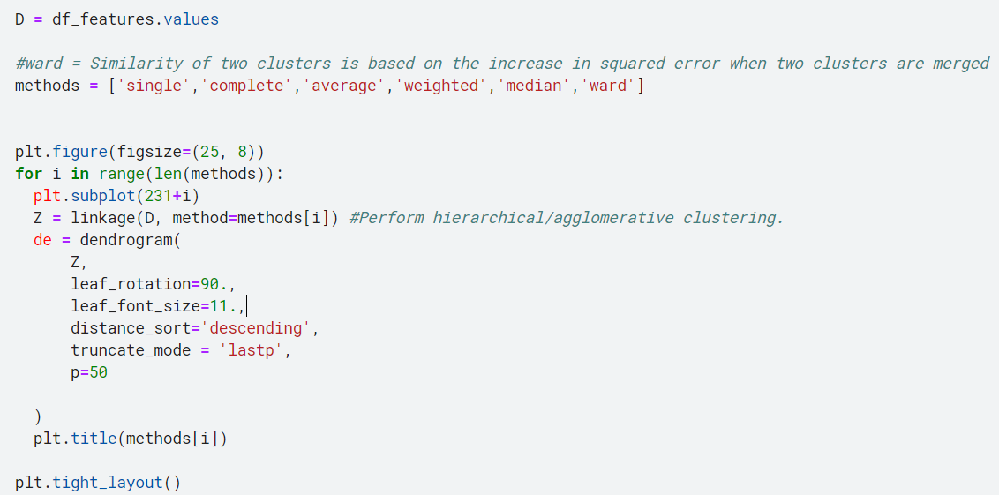 D = df_features.values
#ward = Similarity of two clusters is based on the increase in squared error when two clusters are merged
methods = ['single','complete','average','weighted','median','ward']
plt.figure(figsize=(25, 8))
for i in range(len(methods)):
  plt.subplot(231+i)
  Z = linkage(D, method=methods[i]) #Perform hierarchical/agglomerative clustering.
  de = dendrogram(
      Z,
      leaf_rotation=90.,
      leaf_font_size=11.,
      distance_sort='descending',
      truncate_mode = 'lastp',
      p=50
  )
  plt.title(methods[i])
plt.tight_layout()